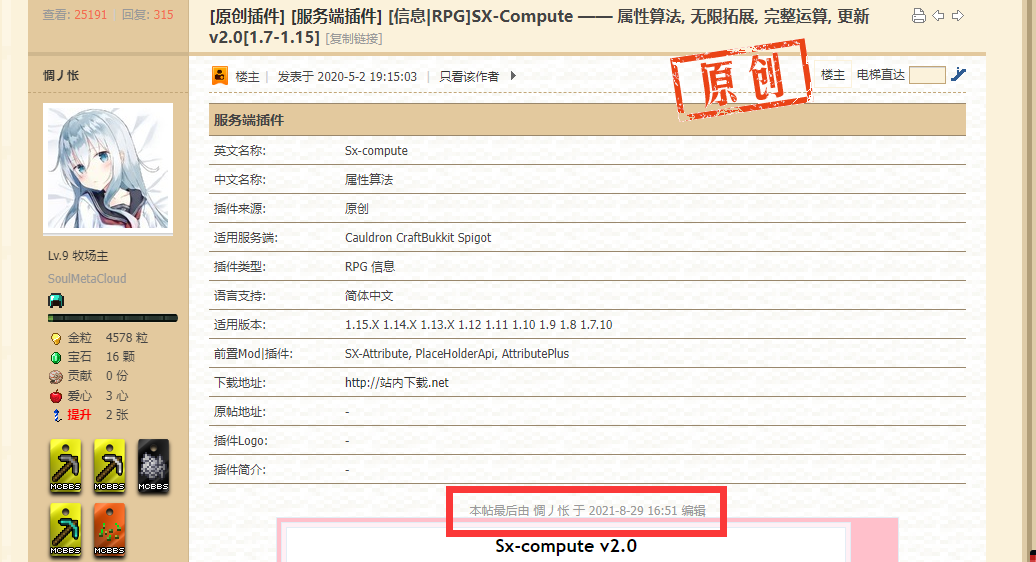 查看: 25191 | 回复: 315
[原创插件] [服务端插件] [信息|RPG]SX-Compute —— 属性算法, 无限拓展, 完整运算, 更新
v2.0[1.7-1.15] [复制链接]
惆丿怅
楼主 | 发表于 2020-5-2 19:15:03 | 只看该作者
原创
楼主 电梯直达
服务端插件
英文名称: Sx-compute
中文名称: 属性算法
插件来源: 原创
适用服务端: Cauldron CraftBukkit Spigot
插件类型: RPG 信息
语言支持: 简体中文
适用版本: 1.15.X 1.14.X 1.13.X 1.12 1.11 1.10 1.9 1.8 1.7.10
前置Mod|插件: SX-Attribute, PlaceHolderApi, AttributePlus
下载地址: http://站内下载.net
原帖地址: -
插件Logo: -
插件简介: -
Lv.9 牧场主
SoulMetaCloud
金粒 4578 粒
宝石 16 颗
贡献 0 份
爱心 3 心
提升 2 张
MCBBS MCBBS MCBBS
MCBBS MCBBS
本帖最后由 惆丿怅 于 2021-8-29 16:51 编辑
Sx-compute v2.0